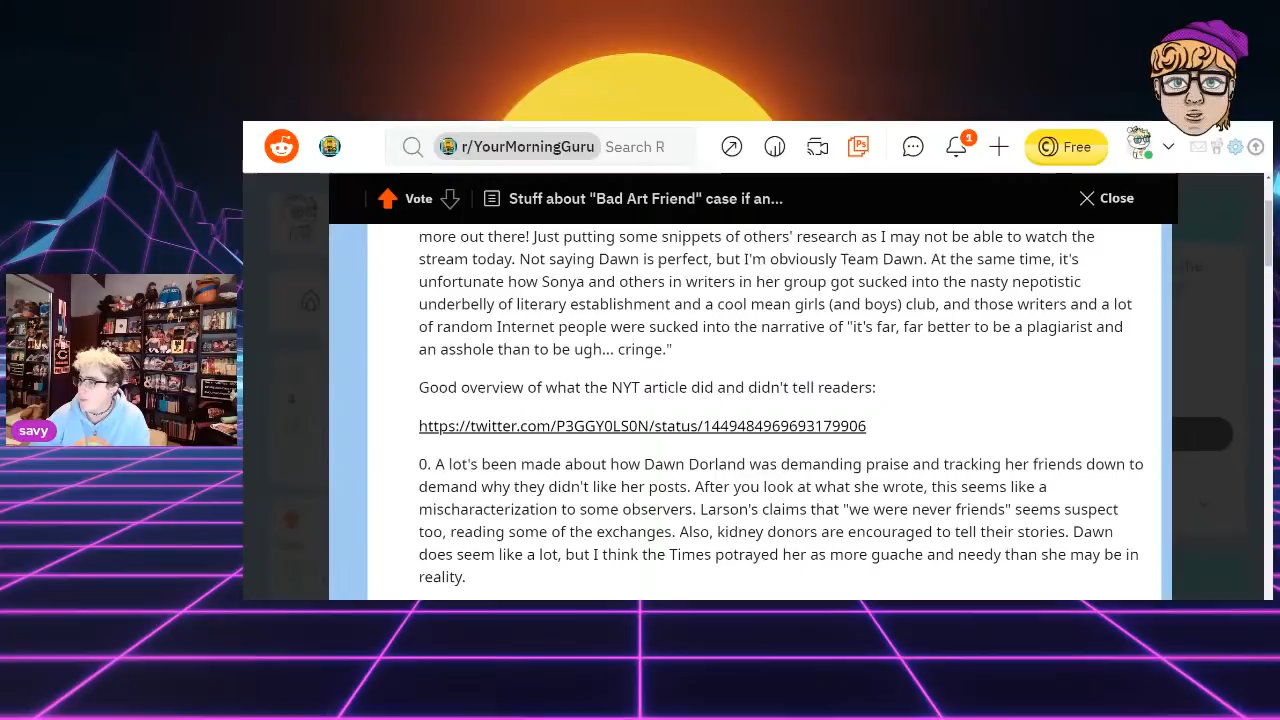 r/YourMorningGuru Search R 1 Free
Vote Stuff about "Bad Art Friend" case if an... Close
more out there! Just putting some snippets of others' research as I may not be able to watch the
stream today. Not saying Dawn is perfect, but I'm obviously Team Dawn. At the same time, it's
unfortunate how Sonya and others in writers in her group got sucked into the nasty nepotistic
underbelly of literary establishment and a cool mean girls (and boys) club, and those writers and a lot
of random Internet people were sucked into the narrative of "it's far, far better to be a plagiarist and
an asshole than to be ugh... cringe."
Good overview of what the NYT article did and didn't tell readers:
https://twitter.com/P3GGY0LS0N/status/1449484969693179906
0. A lot's been made about how Dawn Dorland was demanding praise and tracking her friends down to
demand why they didn't like her posts. After you look at what she wrote, this seems like a
mischaracterization to some observers. Larson's claims that "we were never friends" seems suspect
too, reading some of the exchanges. Also, kidney donors are encouraged to tell their stories. Dawn
does seem like a lot, but I think the Times potrayed her as more guache and needy than she may be in
reality.
savy
Ps